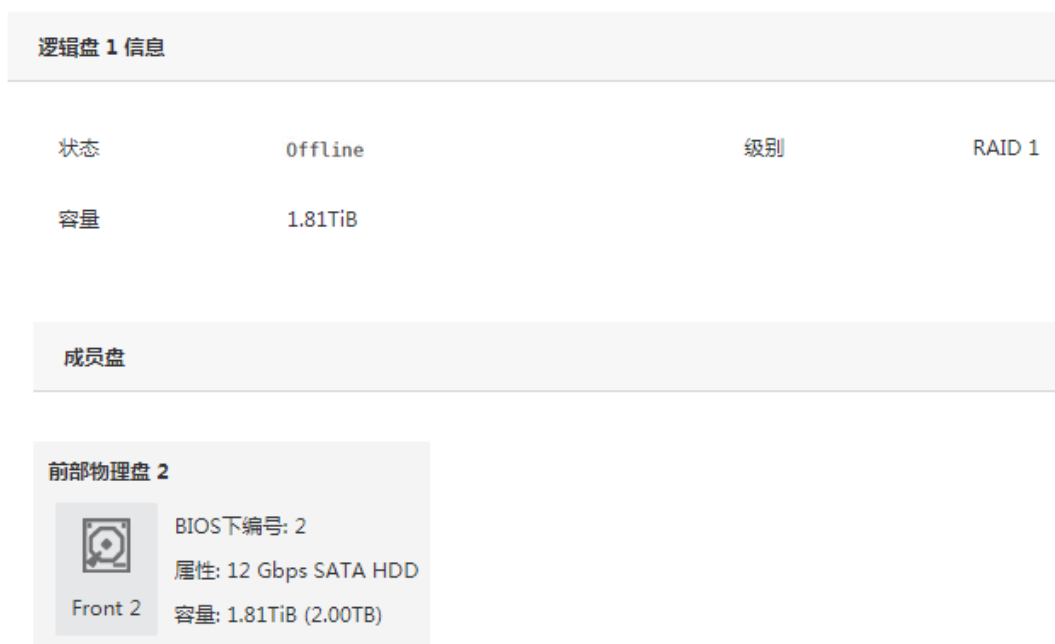 逻辑盘 1 信息
状态 Offline 级别 RAID 1
容量 1.81TiB
成员盘
前部物理盘 2
BIOS下编号: 2
属性: 12 Gbps SATA HDD
Front 2 容量: 1.81TiB (2.00TB)